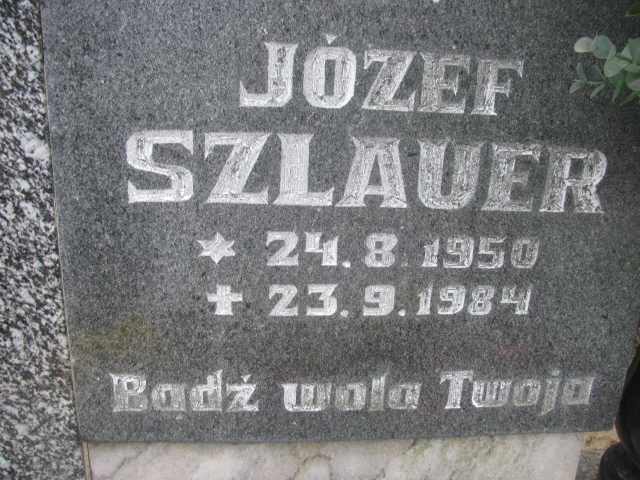 JÓZEF
SZLAUER
* 24.8.1950
✝ 23.9.1984
Bądź wola Twoja